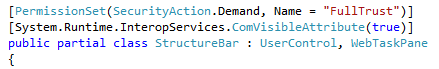 [PermissionSet(SecurityAction.Demand, Name = "FullTrust")]
[System.Runtime.InteropServices.ComVisibleAttribute(true)]
public partial class StructureBar : UserControl, WebTaskPane
{